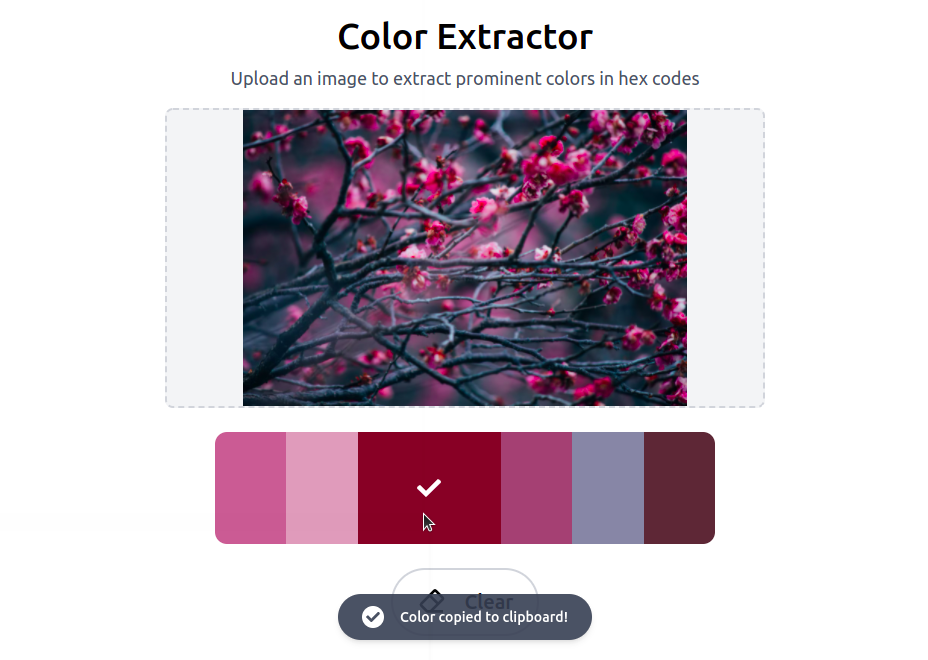 Color Extractor
Upload an image to extract prominent colors in hex codes
Clear
Color copied to clipboard!